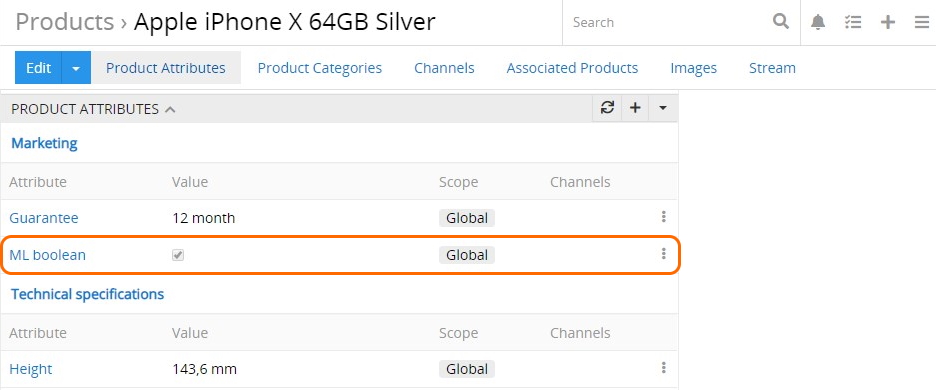 Products › Apple iPhone X 64GB Silver
Search
Edit Product Attributes Product Categories Channels Associated Products Images Stream
PRODUCT ATTRIBUTES
Marketing
Attribute Value Scope Channels
Guarantee 12 month Global
ML boolean Global
Technical specifications
Attribute Value Scope Channels
Height 143,6 mm Global